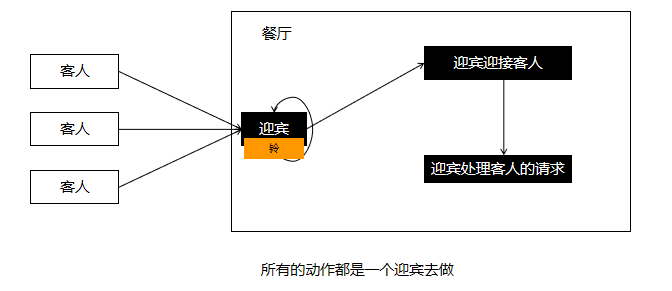 餐厅
客人
迎宾迎接客人
客人
迎宾
铃
迎宾处理客人的请求
客人
所有的动作都是一个迎宾去做